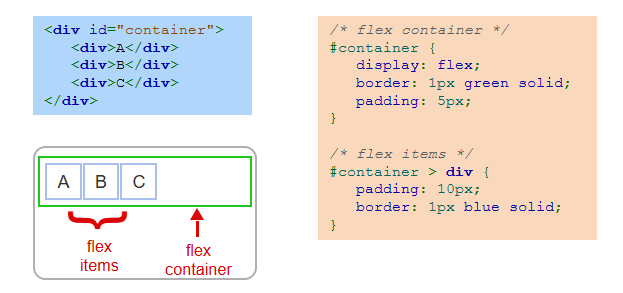 <div id="container">
<div>A</div>
<div>B</div>
<div>C</div>
</div>
A B C
flex
items
flex
container
/* flex container */
#container {
display: flex;
border: 1px green solid;
padding: 5px;
}
/* flex items */
#container > div {
padding: 10px;
border: 1px blue solid;
}